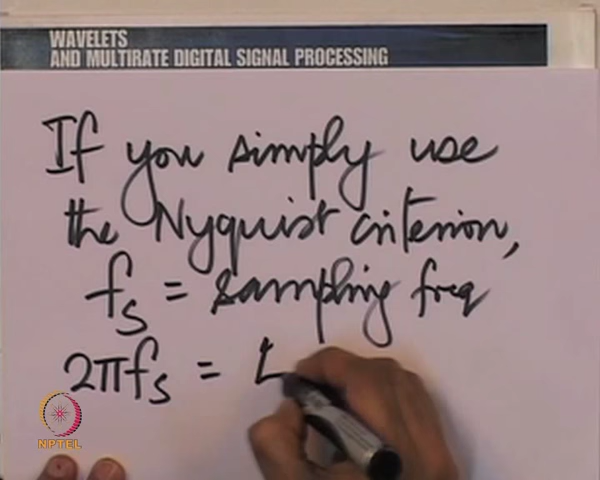 WAVELETS
AND MULTIRATE DIGITAL SIGNAL PROCESSING
If you simply use
the Nyquist criterion,
fs = sampling freq
2πfs =
NPTEL